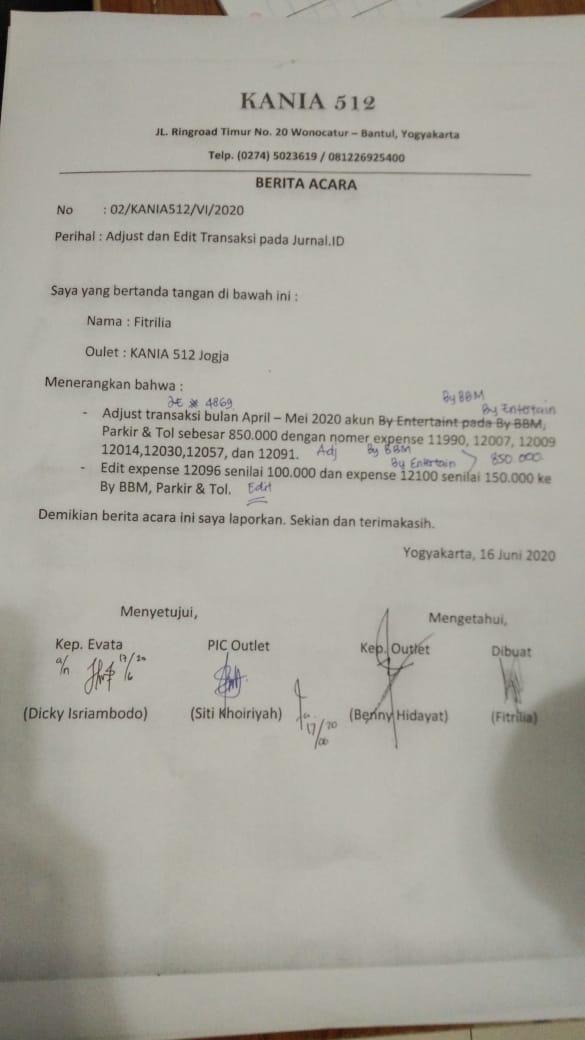 KANIA 512
JL. Ringroad Timur No. 20 Wonocatur – Bantul, Yogyakarta
Telp. (0274) 5023619 / 081226925400
BERITA ACARA
No : 02/KANIA512/VI/2020
Perihal : Adjust dan Edit Transaksi pada Jurnal.ID
Saya yang bertanda tangan di bawah ini :
Nama : Fitrilia
Oulet : KANIA 512 Jogja
Menerangkan bahwa :
4869
By BBM
By Entertain
- Adjust transaksi bulan April – Mei 2020 akun By Entertaint pada By BBM,
Parkir & Tol sebesar 850.000 dengan nomer expense 11990, 12007, 12009
12014,12030,12057, dan 12091. Adj By BBM 850.000
By Entertain
- Edit expense 12096 senilai 100.000 dan expense 12100 senilai 150.000 ke
By BBM, Parkir & Tol. Edit
Demikian berita acara ini saya laporkan. Sekian dan terimakasih.
Yogyakarta, 16 Juni 2020
Menyetujui, Mengetahui,
Kep. Evata PIC Outlet Kep. Outlet Dibuat
a/n 17/6 20
(Dicky Isriambodo) (Siti Khoiriyah) (Benny Hidayat) (Fitrilia)
17/20